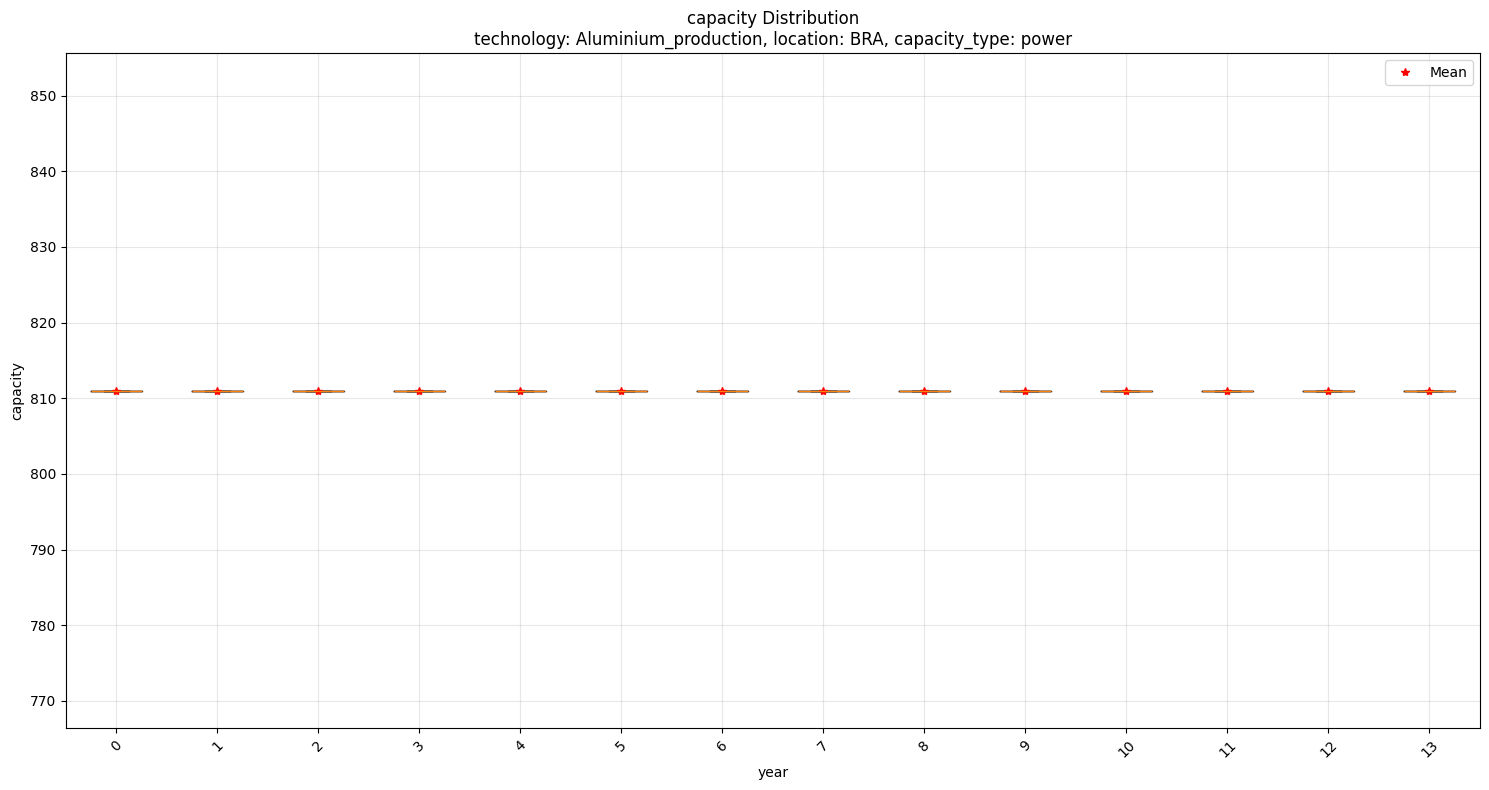 capacity Distribution
technology: Aluminium_production, location: BRA, capacity_type: power
Mean
850
840
830
820
810
800
790
780
770
capacity
0 1 2 3 4 5 6 7 8 9 10 11 12 13
year